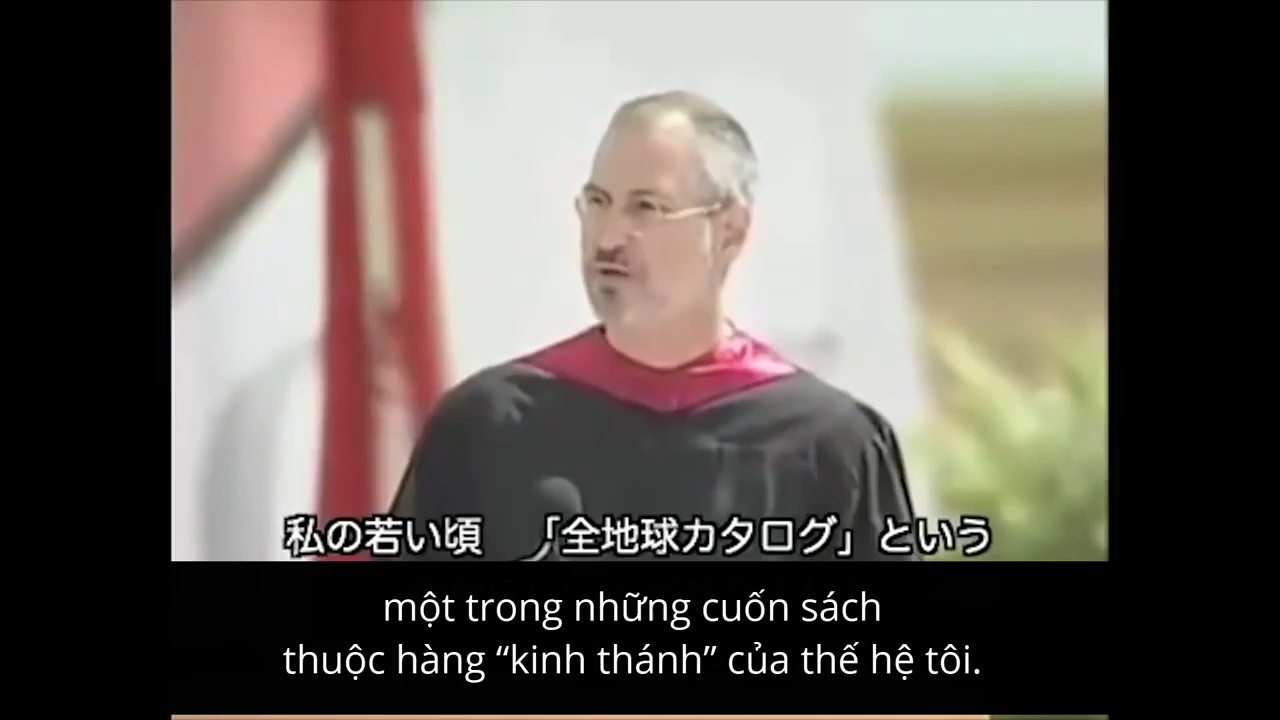 私の若い頃 「全地球カタログ」という
một trong những cuốn sách
thuộc hàng “kinh thánh” của thế hệ tôi.